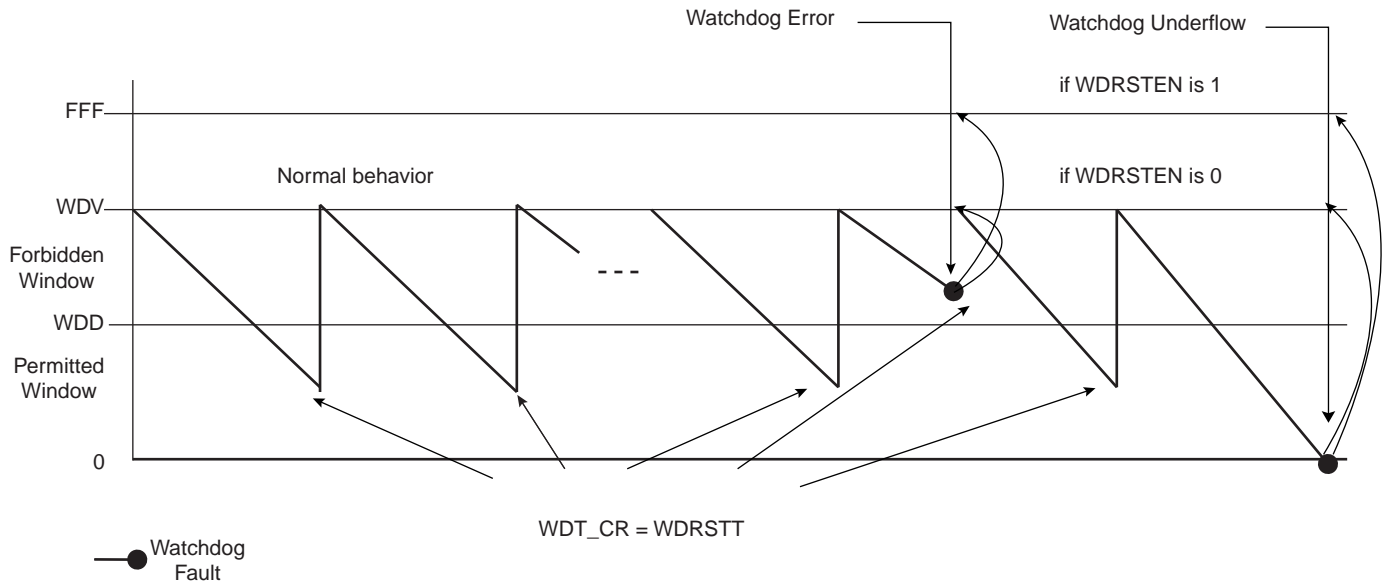 Watchdog Error
Watchdog Underflow
if WDRSTEN is 1
FFF
Normal behavior
if WDRSTEN is 0
WDV
Forbidden
Window
WDD
Permitted
Window
0
WDT_CR = WDRSTT
Watchdog
Fault